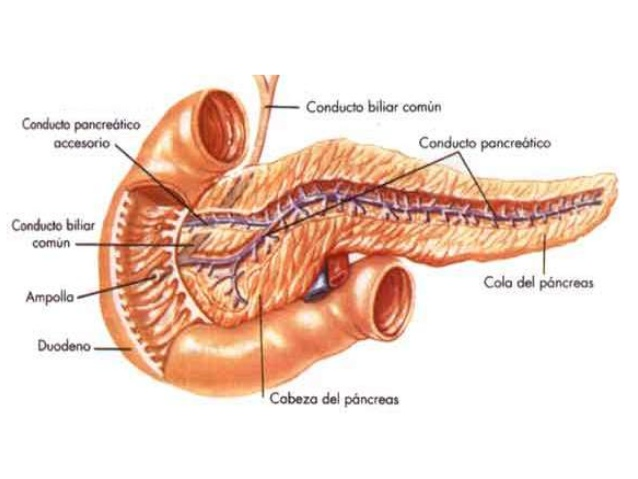 Conducto biliar común
Conducto pancreático
accesorio
Conducto pancreático
Conducto biliar
común
Cola del páncreas
Ampolla
Duodeno
Cabeza del páncreas